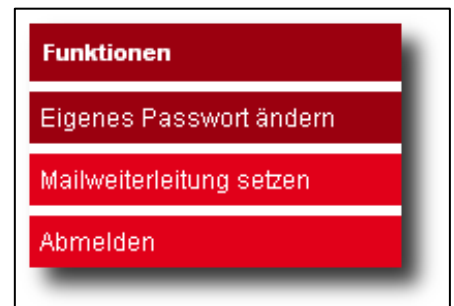 Funktionen
Eigenes Passwort ändern
Mailweiterleitung setzen
Abmelden